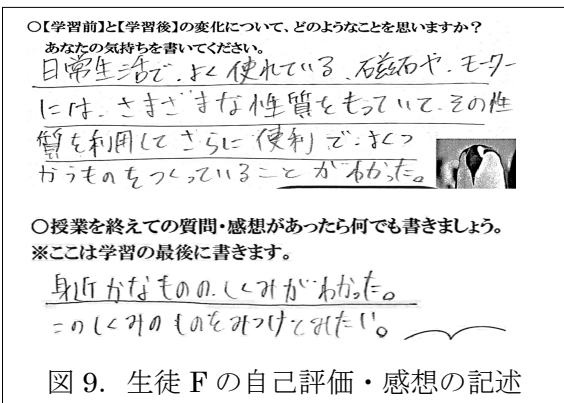 ○【学習前】と【学習後】の変化について、どのようなことを思いますか？
あなたの気持ちを書いてください。
日常生活で、よく使れている、石磁石や、モーター
には、さまざまな性質をもっていて、その性
質を利用してさらに便利で、よくつ
かうものをつくっていることがわかった。
○授業を終えての質問・感想があったら何でも書きましょう。
※ここは学習の最後に書きます。
身近かなものの、しくみがわかった。
このしくみのものをみつけてみたい。
図 9．生徒 F の自己評価・感想の記述